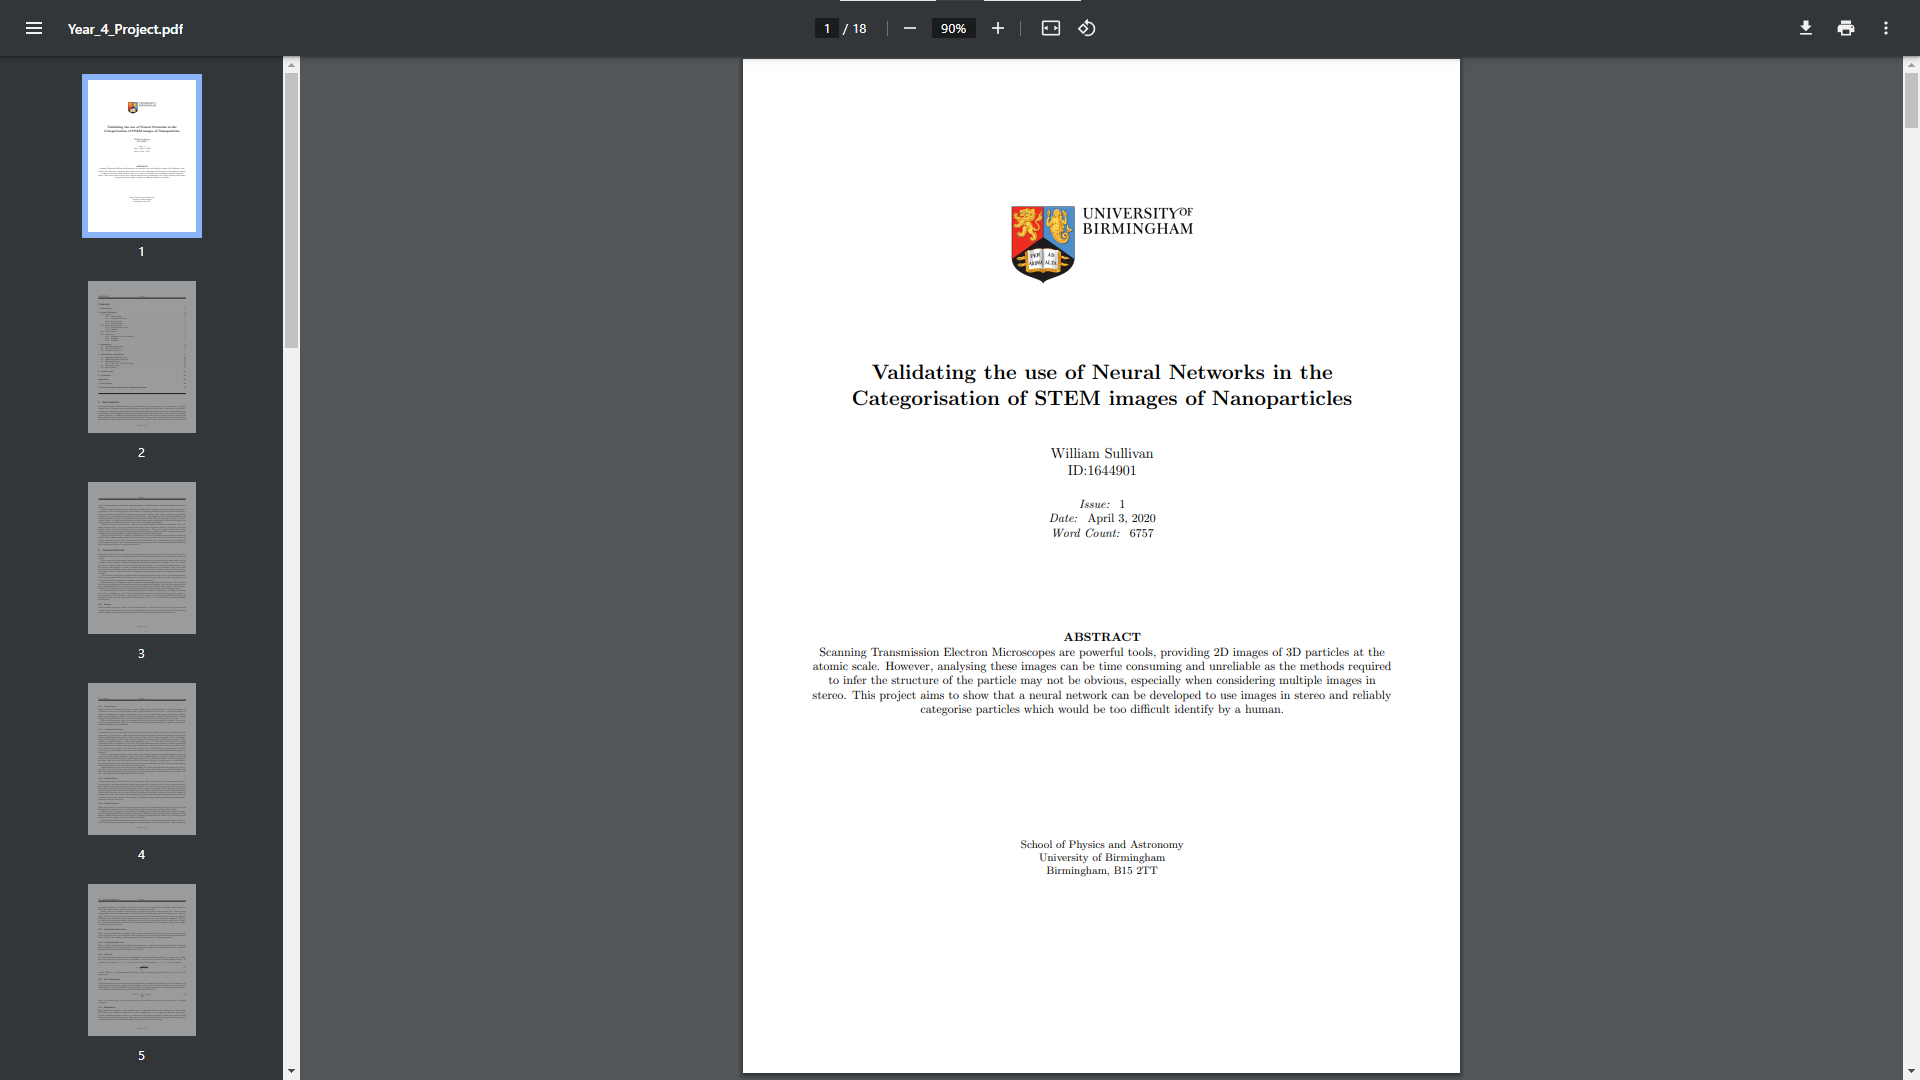 Year_4_Project.pdf
1 / 18
90%
1
2
3
4
5
UNIVERSITY OF
BIRMINGHAM
PER AD
ARDUA ALTA
Validating the use of Neural Networks in the
Categorisation of STEM images of Nanoparticles
William Sullivan
ID:1644901
Issue: 1
Date: April 3, 2020
Word Count: 6757
ABSTRACT
Scanning Transmission Electron Microscopes are powerful tools, providing 2D images of 3D particles at the
atomic scale. However, analysing these images can be time consuming and unreliable as the methods required
to infer the structure of the particle may not be obvious, especially when considering multiple images in
stereo. This project aims to show that a neural network can be developed to use images in stereo and reliably
categorise particles which would be too difficult identify by a human.
School of Physics and Astronomy
University of Birmingham
Birmingham, B15 2TT